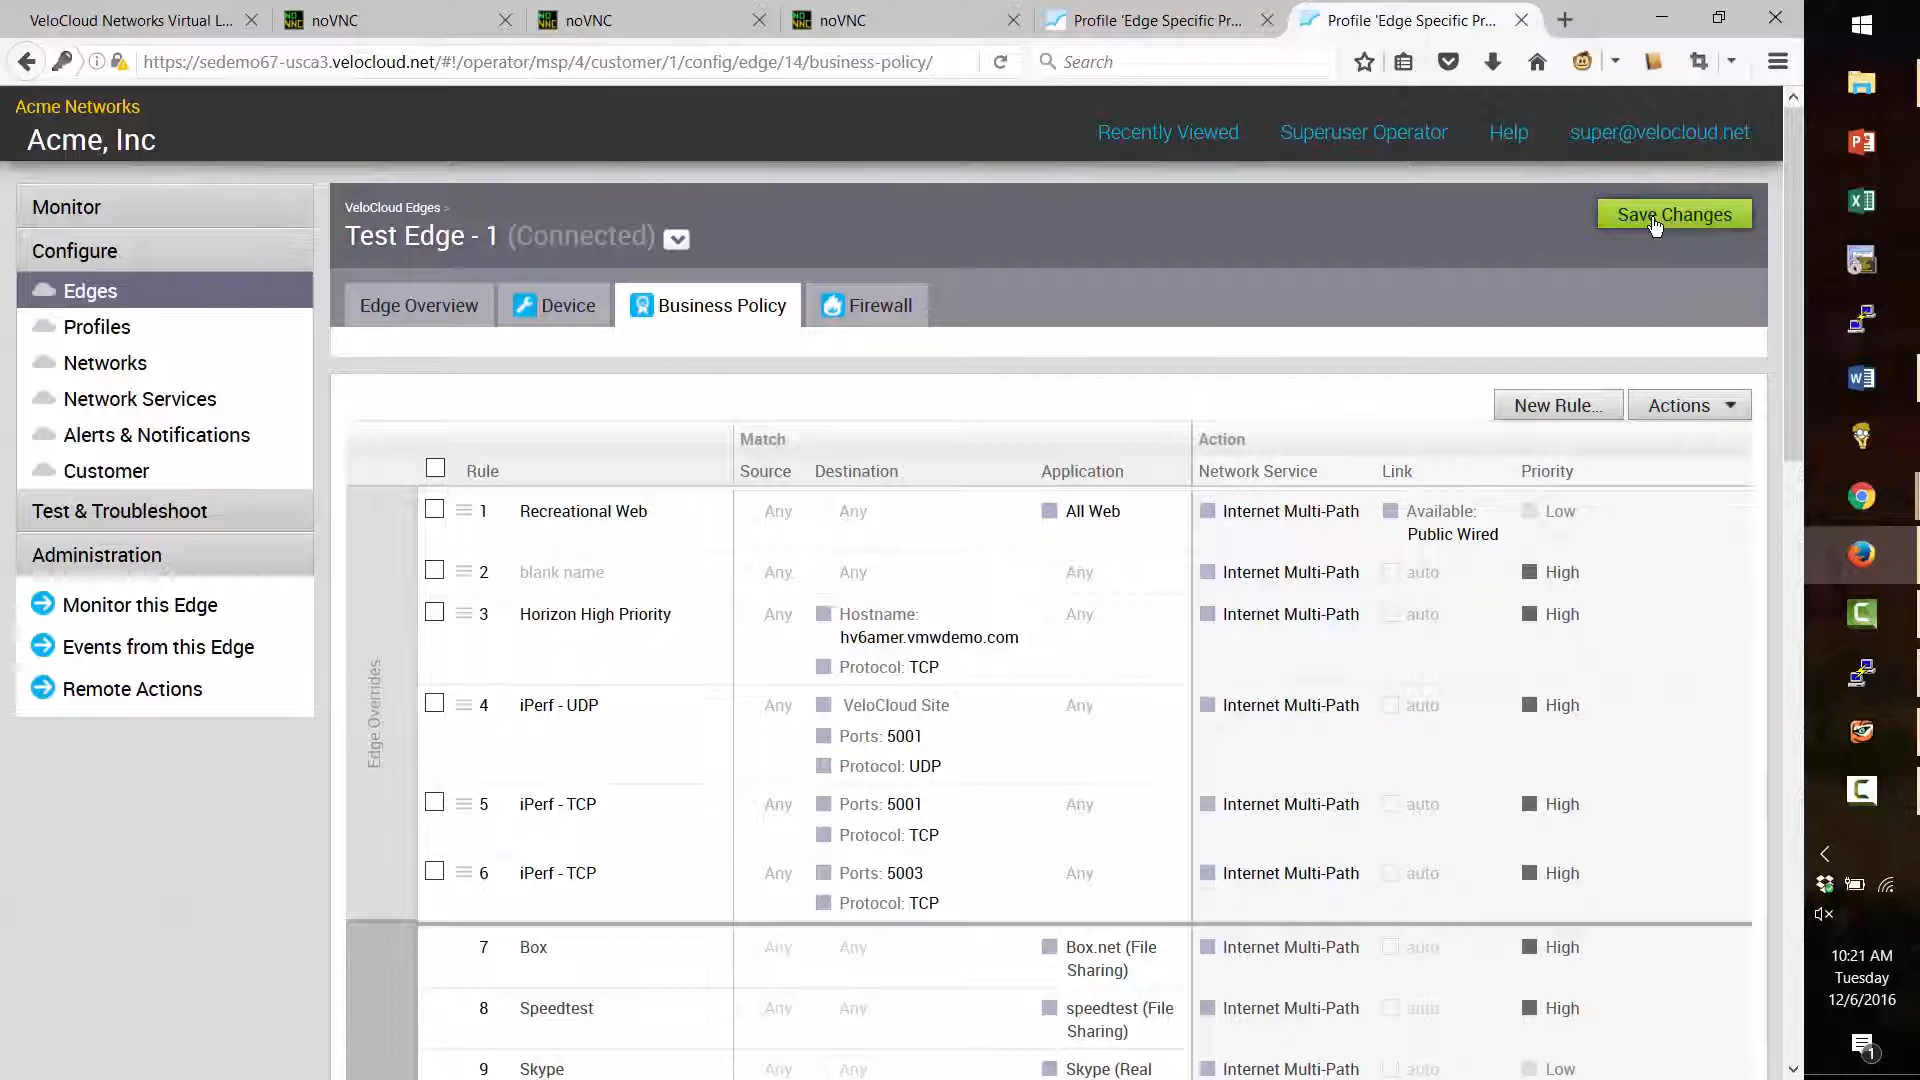 VeloCloud Networks Virtual L...
noVNC
noVNC
noVNC
Profile 'Edge Specific Pr...
Profile 'Edge Specific Pr...
https://sedemo67-usca3.velocloud.net/#!/operator/msp/4/customer/1/config/edge/14/business-policy/
Search
Acme Networks
Acme, Inc
Recently Viewed
Superuser Operator
Help
super@velocloud.net
Monitor
Configure
Edges
Profiles
Networks
Network Services
Alerts & Notifications
Customer
Test & Troubleshoot
Administration
Monitor this Edge
Events from this Edge
Remote Actions
VeloCloud Edges >
Test Edge - 1 (Connected)
Save Changes
Edge Overview
Device
Business Policy
Firewall
New Rule...
Actions
Match
Action
Rule
Source
Destination
Application
Network Service
Link
Priority
Edge Overrides
1 Recreational Web Any Any All Web Internet Multi-Path Available: Low
Public Wired
2 blank name Any Any Any Internet Multi-Path auto High
3 Horizon High Priority Any Hostname: Any Internet Multi-Path auto High
hv6amer.vmwdemo.com
Protocol: TCP
4 iPerf - UDP Any VeloCloud Site Any Internet Multi-Path auto High
Ports: 5001
Protocol: UDP
5 iPerf - TCP Any Ports: 5001 Any Internet Multi-Path auto High
Protocol: TCP
6 iPerf - TCP Any Ports: 5003 Any Internet Multi-Path auto High
Protocol: TCP
7 Box Any Any Box.net (File Internet Multi-Path auto High
Sharing)
8 Speedtest Any Any speedtest (File Internet Multi-Path auto High
Sharing)
9 Skype Any Any Skype (Real Internet Multi-Path auto Low
10:21 AM
Tuesday
12/6/2016
1